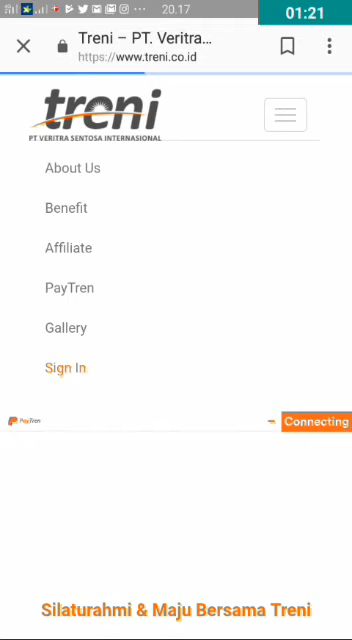 20.17
01:21
Treni – PT. Veritra...
https://www.treni.co.id
treni
PT VERITRA SENTOSA INTERNASIONAL
About Us
Benefit
Affiliate
PayTren
Gallery
Sign In
PayTren
Connecting
Silaturahmi & Maju Bersama Treni